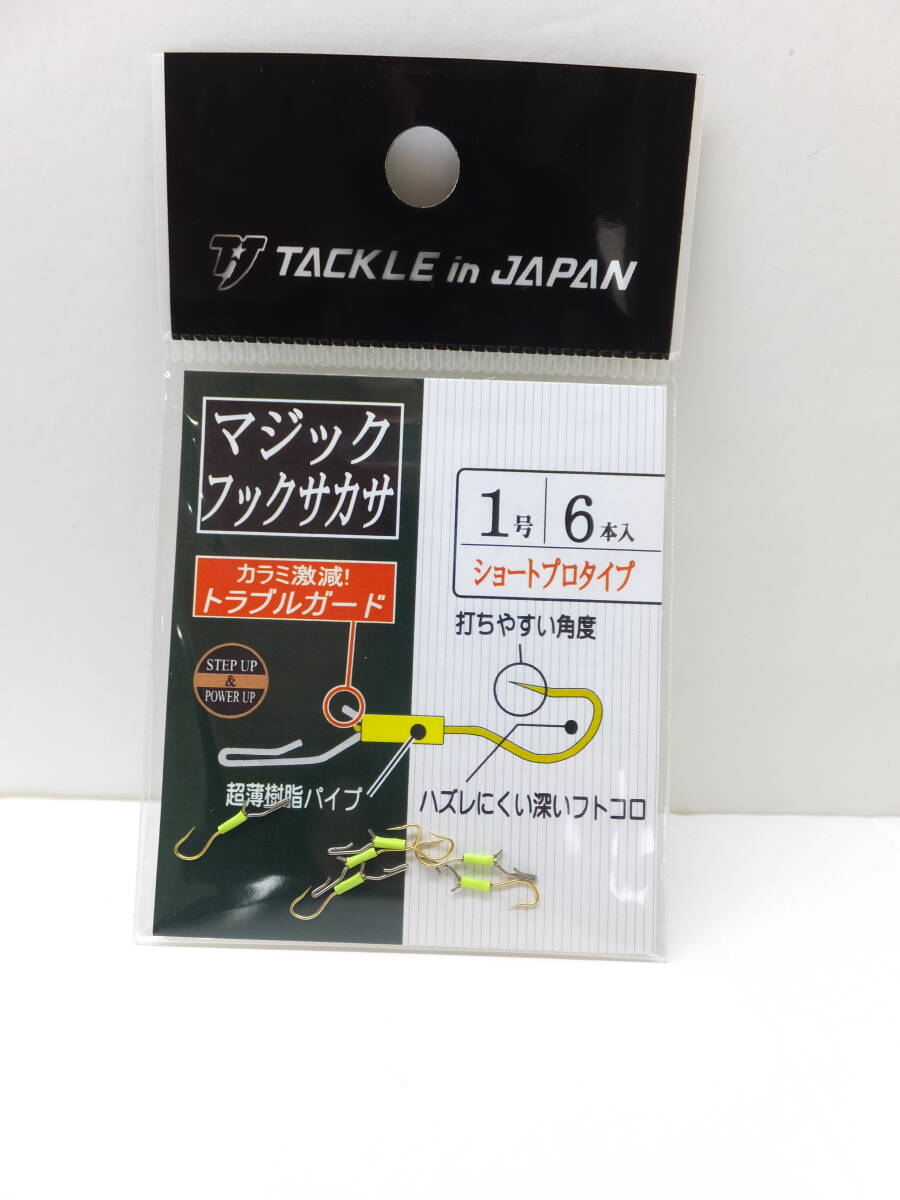 TACKLE in JAPAN
マジック
フックサカサ
1号 6本入
ショートプロタイプ
カラミ激減!
トラブルガード
打ちやすい角度
STEP UP
&
POWER UP
超薄樹脂パイプ
ハズレにくい深いフトコロ